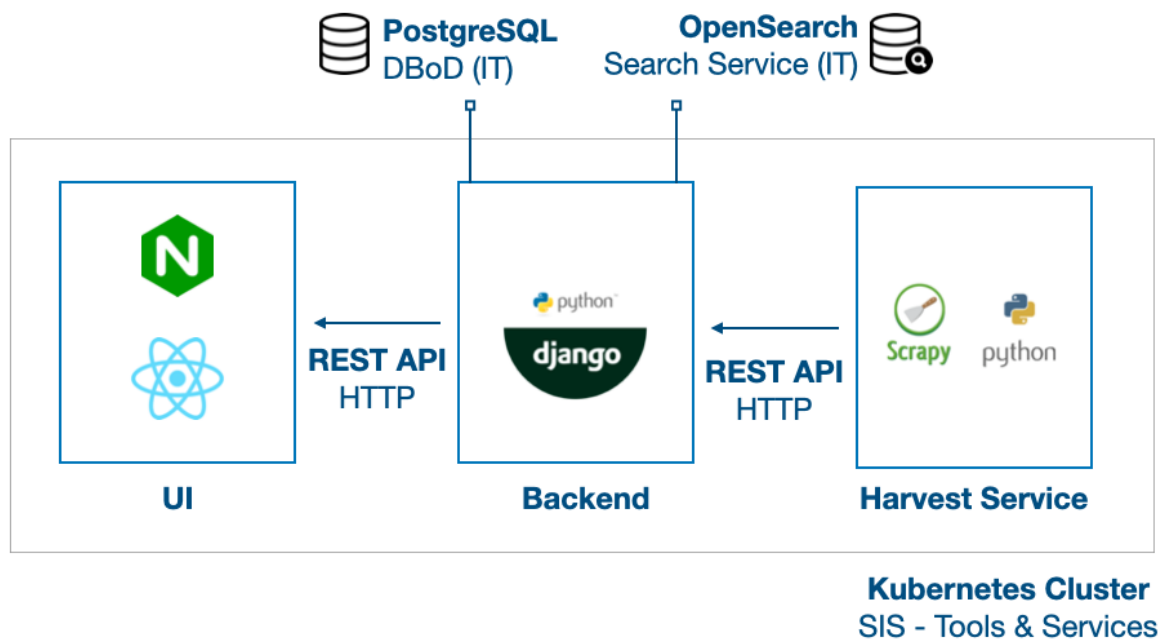 PostgreSQL
DBoD (IT)
OpenSearch
Search Service (IT)
N
python
django
REST API
HTTP
REST API
HTTP
Scrapy
python
UI
Backend
Harvest Service
Kubernetes Cluster
SIS - Tools & Services